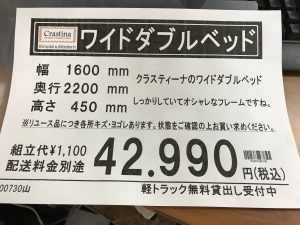 Crastina
Simple & Modern
ワイドダブルベッド
幅 1600 mm
奥行 2200 mm
高さ 450 mm
クラスティーナのワイドダブルベッド
しっかりしていてオシャレなフレームですね。
※リユース品につき各所キズ・ヨゴレあります。状態をご確認の上お買い求めください。
組立代¥1,100
配送料金別途
42.990円(税込)
00730山
軽トラック無料貸出し受付中